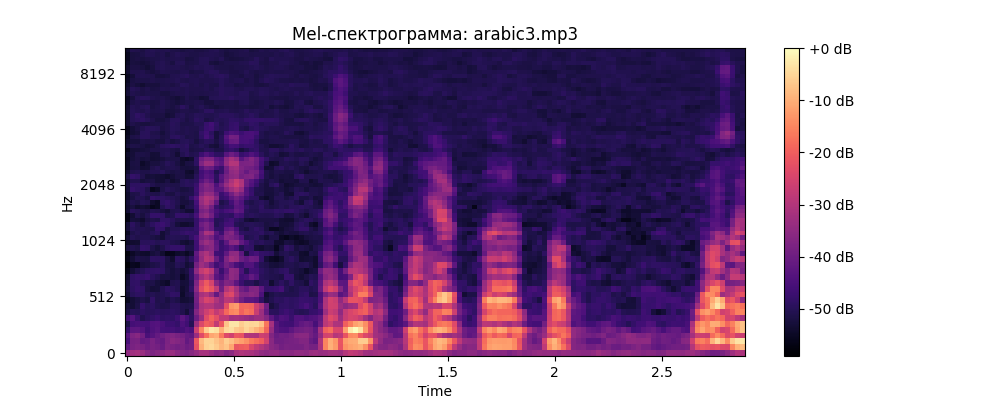 Mel-спектрограмма: arabic3.mp3
+0 dB
8192
-10 dB
4096
-20 dB
2048
-30 dB
Hz
1024
-40 dB
512
-50 dB
0
0 0.5 1 1.5 2 2.5
Time